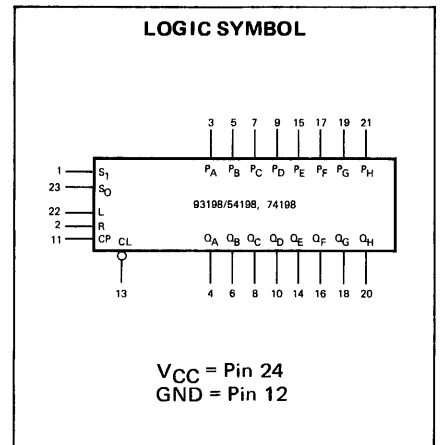 LOGIC SYMBOL
3 5 7 9 15 17 19 21
1 S1 PA PB PC PD PE PF PG PH
23 S0
93198/54198, 74198
22 L
2 R
11 CP CL QA QB QC QD QE QF QG QH
13 4 6 8 10 14 16 18 20
VCC = Pin 24
GND = Pin 12